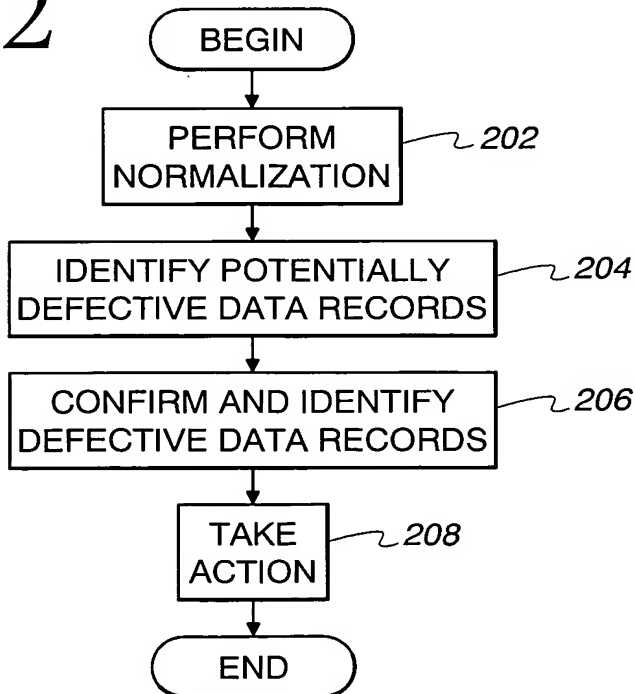 2
BEGIN
PERFORM
NORMALIZATION
202
IDENTIFY POTENTIALLY
DEFECTIVE DATA RECORDS
204
CONFIRM AND IDENTIFY
DEFECTIVE DATA RECORDS
206
TAKE
ACTION
208
END